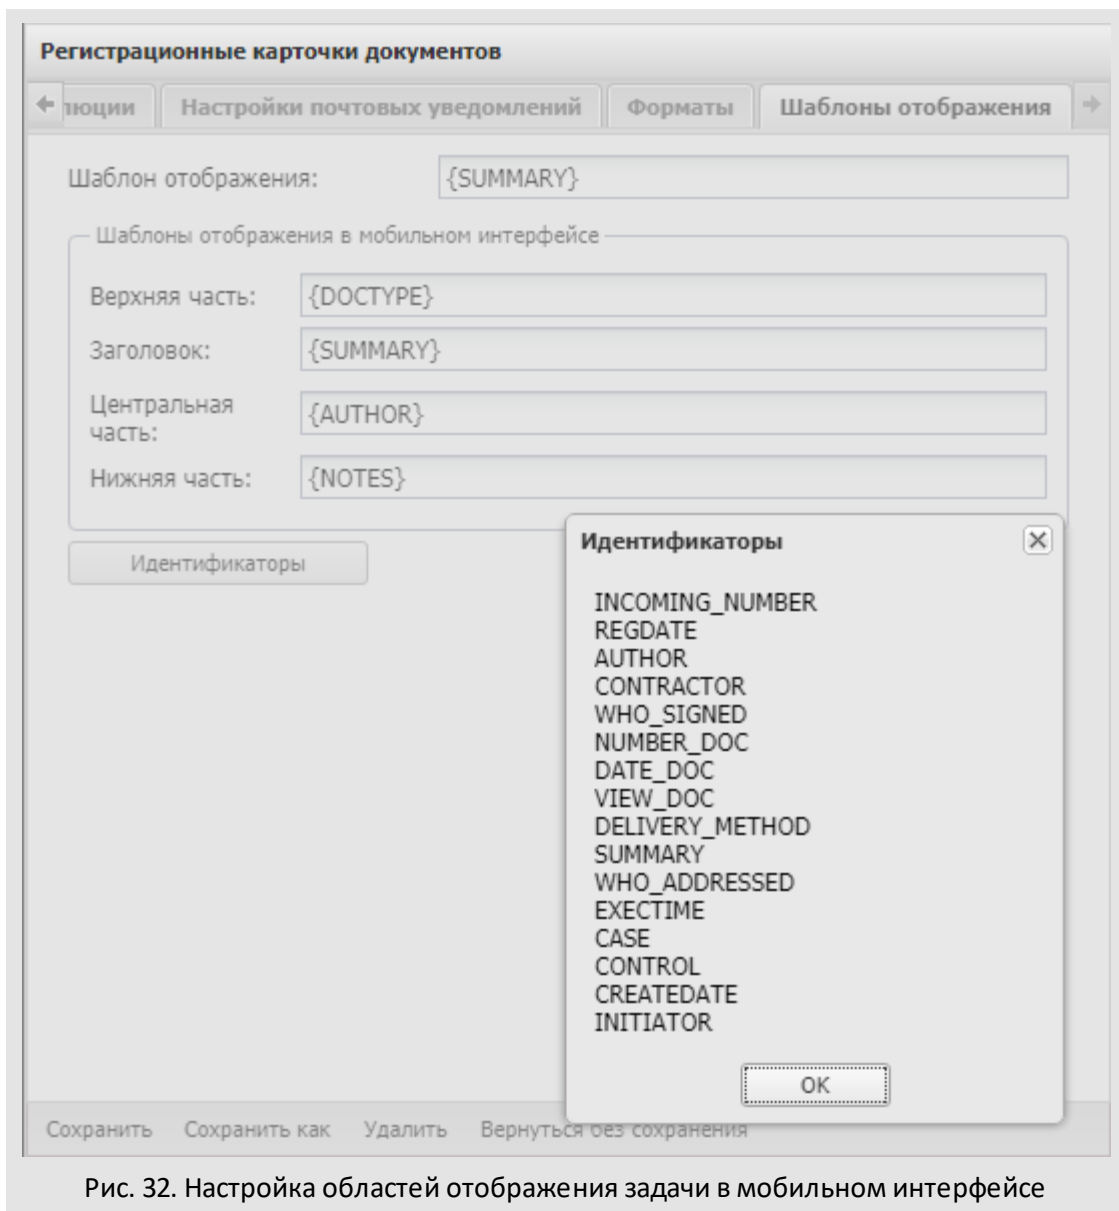 Регистрационные карточки документов
люции Настройки почтовых уведомлений Форматы Шаблоны отображения
Шаблон отображения: {SUMMARY}
Шаблоны отображения в мобильном интерфейсе
Верхняя часть: {DOCTYPE}
Заголовок: {SUMMARY}
Центральная
часть: {AUTHOR}
Нижняя часть: {NOTES}
Идентификаторы
Идентификаторы
INCOMING_NUMBER
REGDATE
AUTHOR
CONTRACTOR
WHO_SIGNED
NUMBER_DOC
DATE_DOC
VIEW_DOC
DELIVERY_METHOD
SUMMARY
WHO_ADDRESSED
EXECTIME
CASE
CONTROL
CREATEDATE
INITIATOR
OK
Сохранить Сохранить как Удалить Вернуться без сохранения
Рис. 32. Настройка областей отображения задачи в мобильном интерфейсе